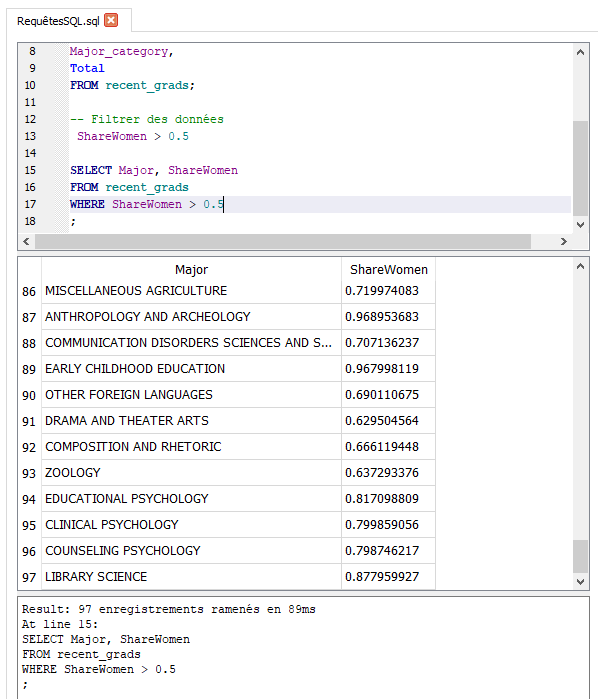 RequêtesSQL.sql
8 Major_category,
9 Total
10 FROM recent_grads;
11
12 -- Filtrer des données
13 ShareWomen > 0.5
14
15 SELECT Major, ShareWomen
16 FROM recent_grads
17 WHERE ShareWomen > 0.5
18 ;
Major ShareWomen
86 MISCELLANEOUS AGRICULTURE 0.719974083
87 ANTHROPOLOGY AND ARCHEOLOGY 0.968953683
88 COMMUNICATION DISORDERS SCIENCES AND S... 0.707136237
89 EARLY CHILDHOOD EDUCATION 0.967998119
90 OTHER FOREIGN LANGUAGES 0.690110675
91 DRAMA AND THEATER ARTS 0.629504564
92 COMPOSITION AND RHETORIC 0.666119448
93 ZOOLOGY 0.637293376
94 EDUCATIONAL PSYCHOLOGY 0.817098809
95 CLINICAL PSYCHOLOGY 0.799859056
96 COUNSELING PSYCHOLOGY 0.798746217
97 LIBRARY SCIENCE 0.877959927
Result: 97 enregistrements ramenés en 89ms
At line 15:
SELECT Major, ShareWomen
FROM recent_grads
WHERE ShareWomen > 0.5
;